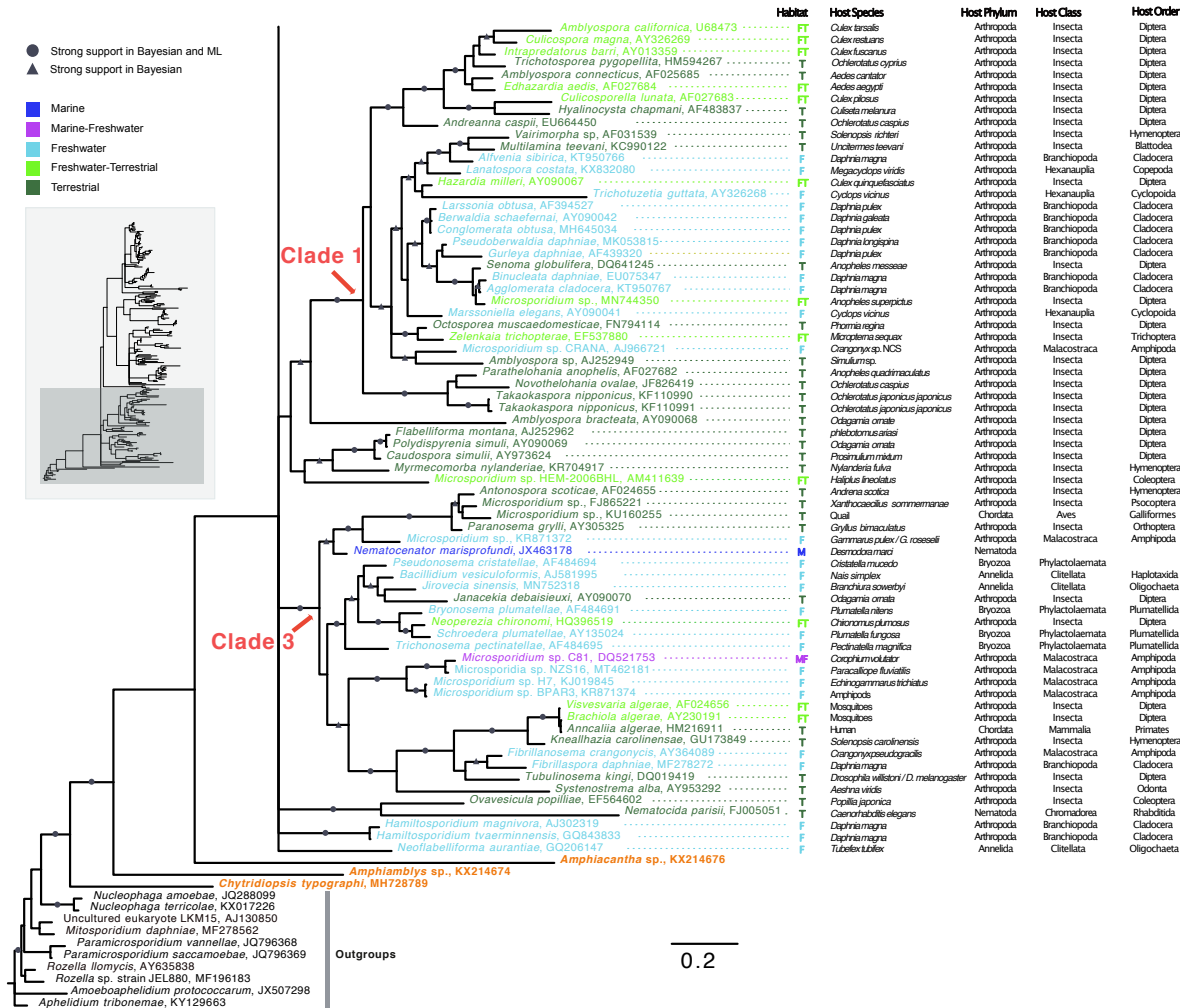 Habitat Host Species Host Phylum Host Class Host Order
Strong support in Bayesian and ML
Strong support in Bayesian
Marine
Marine-Freshwater
Freshwater
Freshwater-Terrestrial
Terrestrial
Clade 1
Clade 3
Amblyospora californica, U68473 FT Culex tarsalis Arthropoda Insecta Diptera
Culicospora magna, AY326269 FT Culex restuans Arthropoda Insecta Diptera
Intrapredatorus barri, AY013359 FT Culex fuscanus Arthropoda Insecta Diptera
Trichotosporea pygopellita, HM594267 T Ochlerotatus cyprius Arthropoda Insecta Diptera
Amblyospora connecticus, AF025685 T Aedes cantator Arthropoda Insecta Diptera
Edhazardia aedis, AF027684 FT Aedes aegypti Arthropoda Insecta Diptera
Culicosporella lunata, AF027683 FT Culex pilosus Arthropoda Insecta Diptera
Hyalinocysta chapmani, AF483837 T Culiseta melanura Arthropoda Insecta Diptera
Andreanna caspii, EU664450 T Ochlerotatus caspius Arthropoda Insecta Diptera
Vairimorpha sp, AF031539 T Solenopsis richteri Arthropoda Insecta Hymenoptera
Multilamina teevani, KC990122 T Uncitermes teevani Arthropoda Insecta Blattodea
Alfvenia sibirica, KT950766 F Daphnia magna Arthropoda Branchiopoda Cladocera
Lanatospora costata, KX832080 F Megacyclops viridis Arthropoda Hexanauplia Copepoda
Hazardia milleri, AY090067 FT Culex quinquefasciatus Arthropoda Insecta Diptera
Trichotuzetia guttata, AY326268 F Cyclops vicinus Arthropoda Hexanauplia Cyclopoida
Larssonia obtusa, AF394527 F Daphnia pulex Arthropoda Branchiopoda Cladocera
Berwaldia schaefernai, AY090042 F Daphnia galeata Arthropoda Branchiopoda Cladocera
Conglomerata obtusa, MH645034 F Daphnia pulex Arthropoda Branchiopoda Cladocera
Pseudoberwaldia daphniae, MK053815 F Daphnia longispina Arthropoda Branchiopoda Cladocera
Gurleya daphniae, AF439320 F Daphnia pulex Arthropoda Branchiopoda Cladocera
Senoma globulifera, DQ641245 T Anopheles messeae Arthropoda Insecta Diptera
Binucleata daphniae, EU075347 F Daphnia magna Arthropoda Branchiopoda Cladocera
Agglomerata cladocera, KT950767 F Daphnia magna Arthropoda Branchiopoda Cladocera
Microsporidium sp., MN744350 FT Anopheles superpictus Arthropoda Insecta Diptera
Marssoniella elegans, AY090041 F Cyclops vicinus Arthropoda Hexanauplia Cyclopoida
Octosporea muscaedomesticae, FN794114 T Phormia regina Arthropoda Insecta Diptera
Zelenkaia trichopterae, EF537880 FT Micropterna sequax Arthropoda Insecta Trichoptera
Microsporidium sp. CRANA, AJ966721 F Crangonyx sp. NCS Arthropoda Malacostraca Amphipoda
Amblyospora sp, AJ252949 T Simulium sp. Arthropoda Insecta Diptera
Parathelohania anophelis, AF027682 T Anopheles quadrimaculatus Arthropoda Insecta Diptera
Novothelohania ovalae, JF826419 T Ochlerotatus caspius Arthropoda Insecta Diptera
Takaokaspora nipponicus, KF110990 T Ochlerotatus japonicus japonicus Arthropoda Insecta Diptera
Takaokaspora nipponicus, KF110991 T Ochlerotatus japonicus japonicus Arthropoda Insecta Diptera
Amblyospora bracteata, AY090068 T Odagamia ornate Arthropoda Insecta Diptera
Flabelliforma montana, AJ252962 T phlebotomus ariasi Arthropoda Insecta Diptera
Polydispyrenia simuli, AY090069 T Odagamia ornata Arthropoda Insecta Diptera
Caudospora simulii, AY973624 T Prosimulium mixtum Arthropoda Insecta Diptera
Myrmecomorba nylanderiae, KR704917 T Nylanderia fulva Arthropoda Insecta Hymenoptera
Microsporidium sp. HEM-2006BHL, AM411639 FT Haliplus lineolatus Arthropoda Insecta Coleoptera
Antonospora scoticae, AF024655 T Andrena scotica Arthropoda Insecta Hymenoptera
Microsporidium sp., FJ865221 T Xanthocaecilius sommermanae Arthropoda Insecta Psocoptera
Microsporidium sp., KU160255 T Quail Chordata Aves Galliformes
Paranosema grylli, AY305325 T Gryllus bimaculatus Arthropoda Insecta Orthoptera
Microsporidium sp., KR871372 F Gammarus pulex / G. roeselii Arthropoda Malacostraca Amphipoda
Nematocenator marisprofundi, JX463178 M Desmodora marci Nematoda
Pseudonosema cristatellae, AF484694 F Cristatella mucedo Bryozoa Phylactolaemata
Bacillidium vesiculoformis, AJ581995 F Nais simplex Annelida Clitellata Haplotaxida
Jirovecia sinensis, MN752318 F Branchiura sowerbyi Annelida Clitellata Oligochaeta
Janacekia debaisieuxi, AY090070 T Odagamia ornata Arthropoda Insecta Diptera
Bryonosema plumatellae, AF484691 F Plumatella nitens Bryozoa Phylactolaemata Plumatellida
Neoperezia chironomi, HQ396519 FT Chironomus plumosus Arthropoda Insecta Diptera
Schroedera plumatellae, AY135024 F Plumatella fungosa Bryozoa Phylactolaemata Plumatellida
Trichonosema pectinatellae, AF484695 F Pectinatella magnifica Bryozoa Phylactolaemata Plumatellida
Microsporidium sp. C81, DQ521753 MF Corophium volutator Arthropoda Malacostraca Amphipoda
Microsporidia sp. NZS16, MT462181 F Paracalliope fluviatilis Arthropoda Malacostraca Amphipoda
Microsporidium sp. H7, KJ019845 F Echinogammarus trichiatus Arthropoda Malacostraca Amphipoda
Microsporidium sp. BPAR3, KR871374 F Amphipods Arthropoda Malacostraca Amphipoda
Visvesvaria algerae, AF024656 FT Mosquitoes Arthropoda Insecta Diptera
Brachiola algerae, AY230191 FT Mosquitoes Arthropoda Insecta Diptera
Anncaliia algerae, HM216911 T Human Chordata Mammalia Primates
Kneallhazia carolinensae, GU173849 T Solenopsis carolinensis Arthropoda Insecta Hymenoptera
Fibrillanosema crangonycis, AY364089 F Crangonyx pseudogracilis Arthropoda Malacostraca Amphipoda
Fibrillaspora daphniae, MF278272 F Daphnia magna Arthropoda Branchiopoda Cladocera
Tubulinosema kingi, DQ019419 T Drosophila willistoni / D. melanogaster Arthropoda Insecta Diptera
Systenostrema alba, AY953292 T Aeshna viridis Arthropoda Insecta Odonta
Ovavesicula popilliae, EF564602 T Popillia japonica Arthropoda Insecta Coleoptera
Nematocida parisii, FJ005051 T Caenorhabditis elegans Nematoda Chromadorea Rhabditida
Hamiltosporidium magnivora, AJ302319 F Daphnia magna Arthropoda Branchiopoda Cladocera
Hamiltosporidium tvaerminnensis, GQ843833 F Daphnia magna Arthropoda Branchiopoda Cladocera
Neoflabelliforma aurantiae, GQ206147 F Tubefex tubifex Annelida Clitellata Oligochaeta
Amphiacantha sp., KX214676
Amphiamblys sp., KX214674
Chytridiopsis typographi, MH728789
Nucleophaga amoebae, JQ288099
Nucleophaga terricolae, KX017226
Uncultured eukaryote LKM15, AJ130850
Mitosporidium daphniae, MF278562
Paramicrosporidium vannellae, JQ796368
Paramicrosporidium saccamoebae, JQ796369
Rozella llomycis, AY635838
Rozella sp. strain JEL880, MF196183
Amoeboaphelidium protococcarum, JX507298
Aphelidium tribonemae, KY129663
Outgroups
0.2